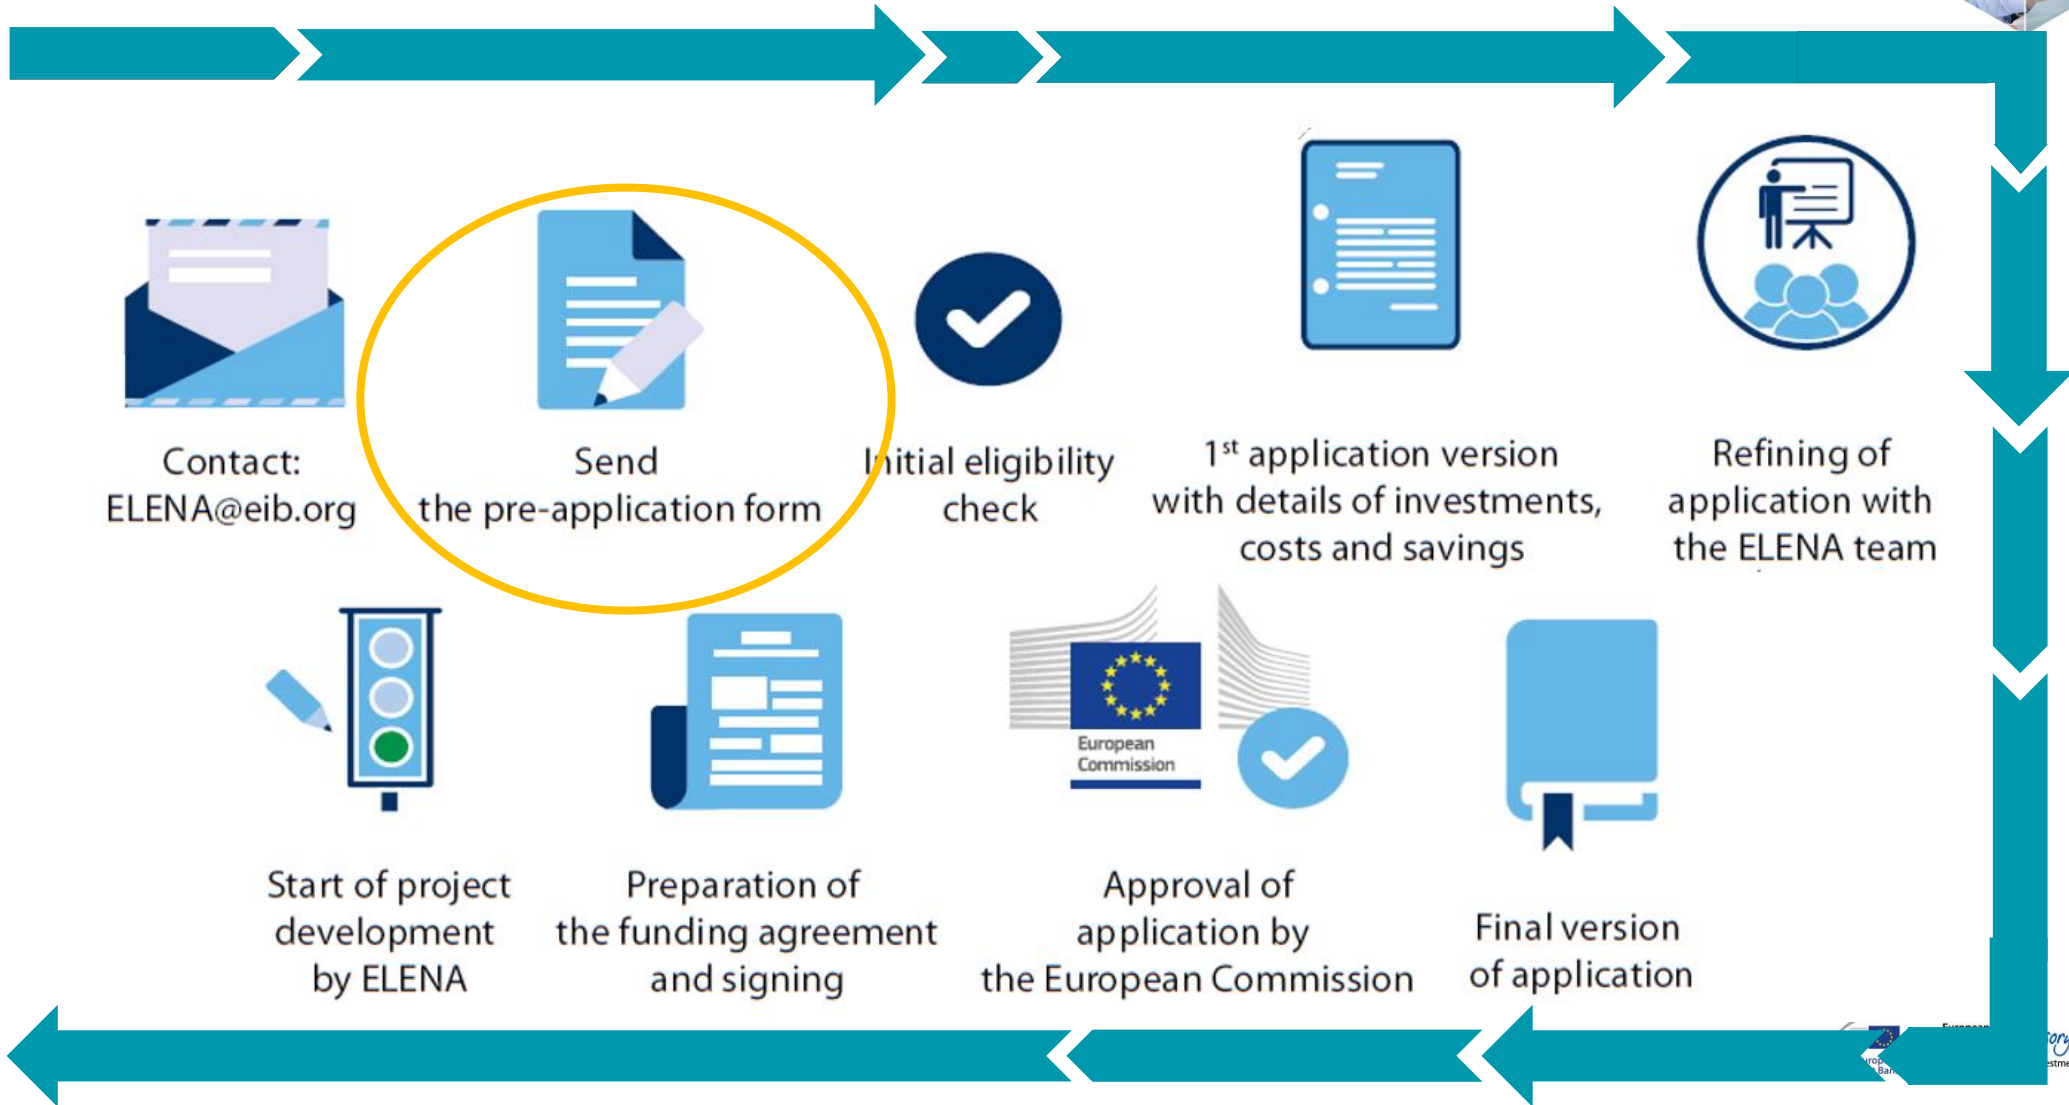 Contact:
ELENA@eib.org
Send
the pre-application form
Initial eligibility
check
1st application version
with details of investments,
costs and savings
Refining of
application with
the ELENA team
Start of project
development
by ELENA
Preparation of
the funding agreement
and signing
European
Commission
Approval of
application by
the European Commission
Final version
of application